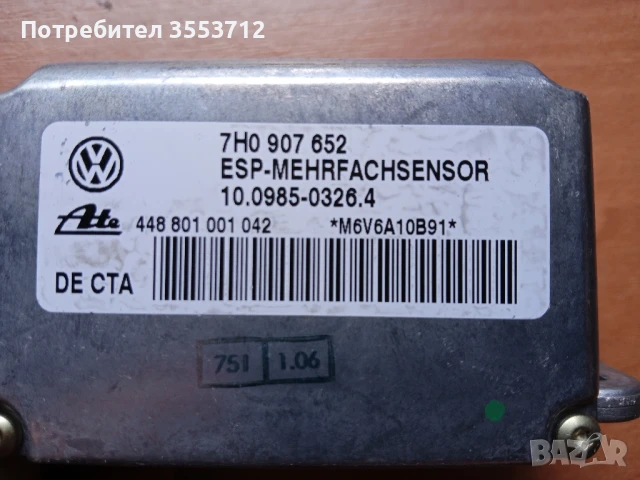 Потребител 3553712
7H0 907 652
ESP-MEHRFACHSENSOR
10.0985-0326.4
Ate 448 801 001 042 *M6V6A10B91*
DE CTA
751 1.06
BAZAR